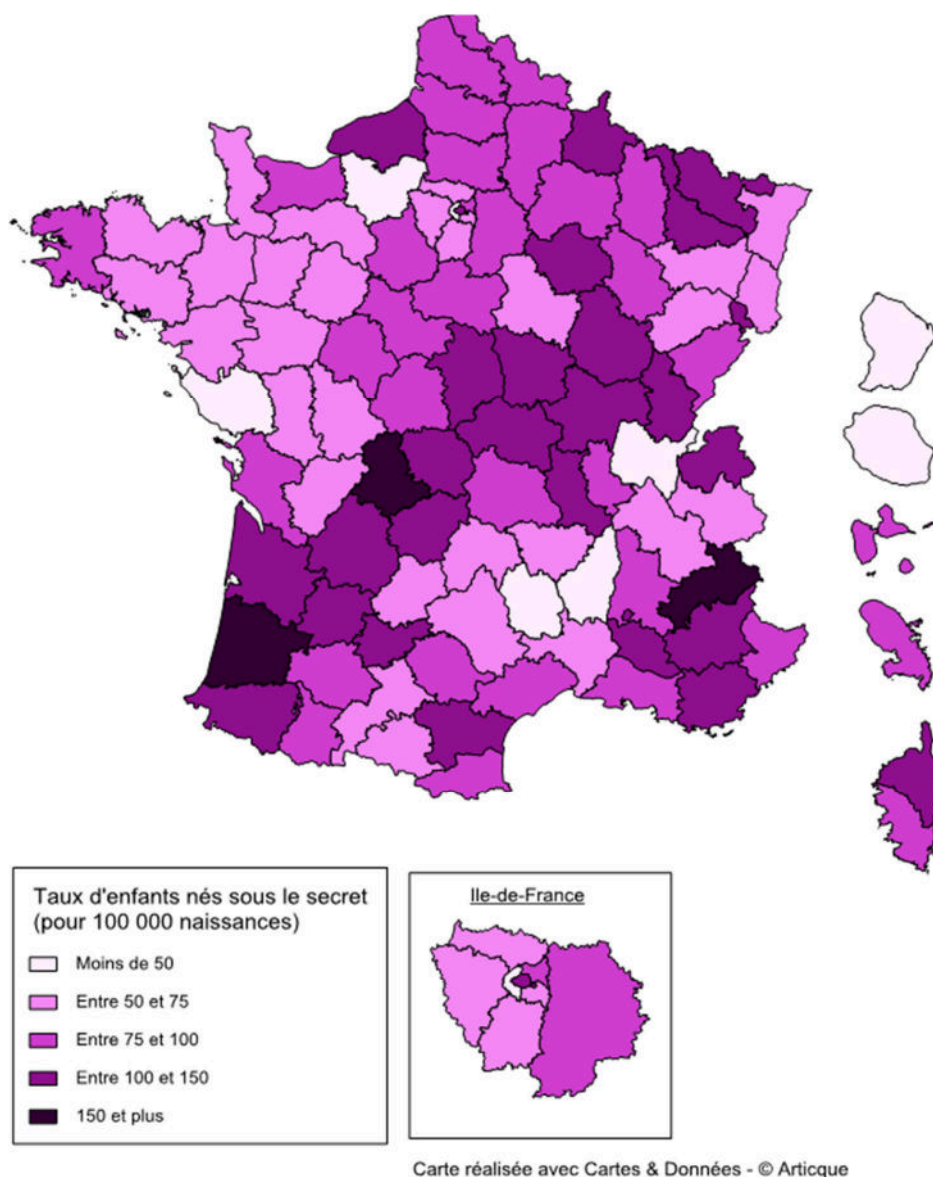 Taux d'enfants nés sous le secret
(pour 100 000 naissances)
Moins de 50
Entre 50 et 75
Entre 75 et 100
Entre 100 et 150
150 et plus
Ile-de-France
Carte réalisée avec Cartes & Données - © Articque